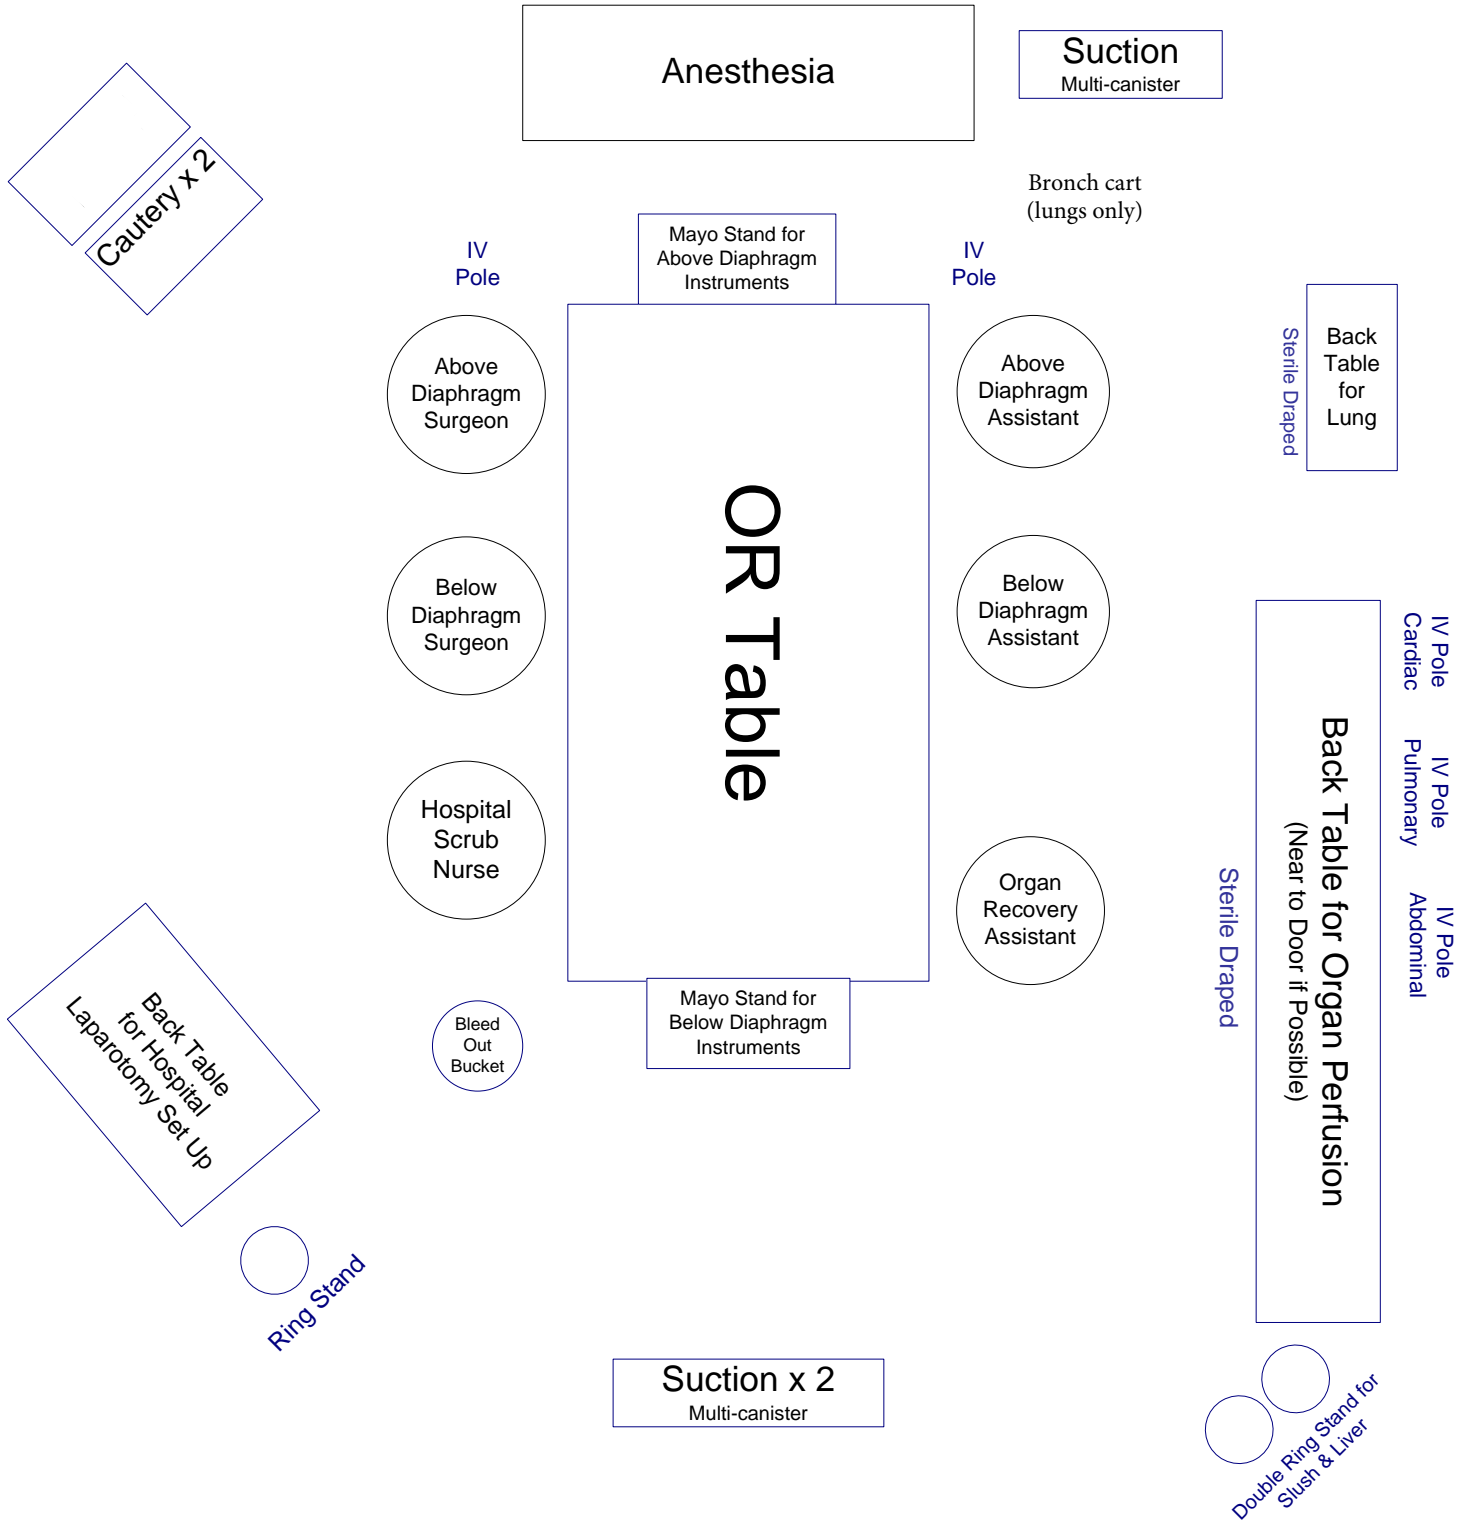 Anesthesia
Suction
Multi-canister
Cautery x 2
Bronch cart
(lungs only)
IV
Pole
Mayo Stand for
Above Diaphragm
Instruments
IV
Pole
Above
Diaphragm
Surgeon
Above
Diaphragm
Assistant
Sterile Draped
Back
Table
for
Lung
OR Table
Below
Diaphragm
Surgeon
Below
Diaphragm
Assistant
IV Pole
Cardiac
IV Pole
Pulmonary
IV Pole
Abdominal
Back Table for Organ Perfusion
(Near to Door if Possible)
Sterile Draped
Hospital
Scrub
Nurse
Organ
Recovery
Assistant
Back Table
for Hospital
Laparotomy Set Up
Bleed
Out
Bucket
Mayo Stand for
Below Diaphragm
Instruments
Ring Stand
Suction x 2
Multi-canister
Double Ring Stand for
Slush & Liver